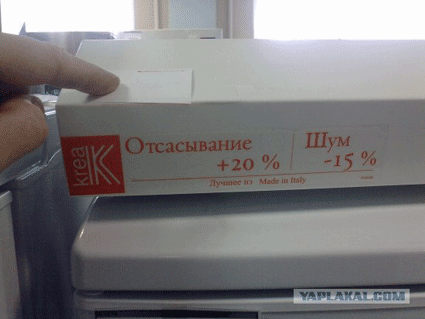 krea
K
Отсасывание
+20 %
Шум
-15 %
Лучшее из - Made in Italy
YAPLAKAL.COM